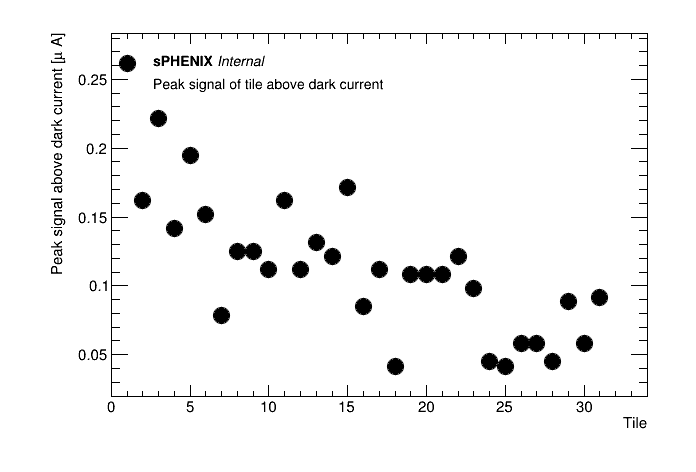 Peak signal above dark current [μ A]
sPHENIX Internal
Peak signal of tile above dark current
0.25
0.2
0.15
0.1
0.05
0 5 10 15 20 25 30
Tile